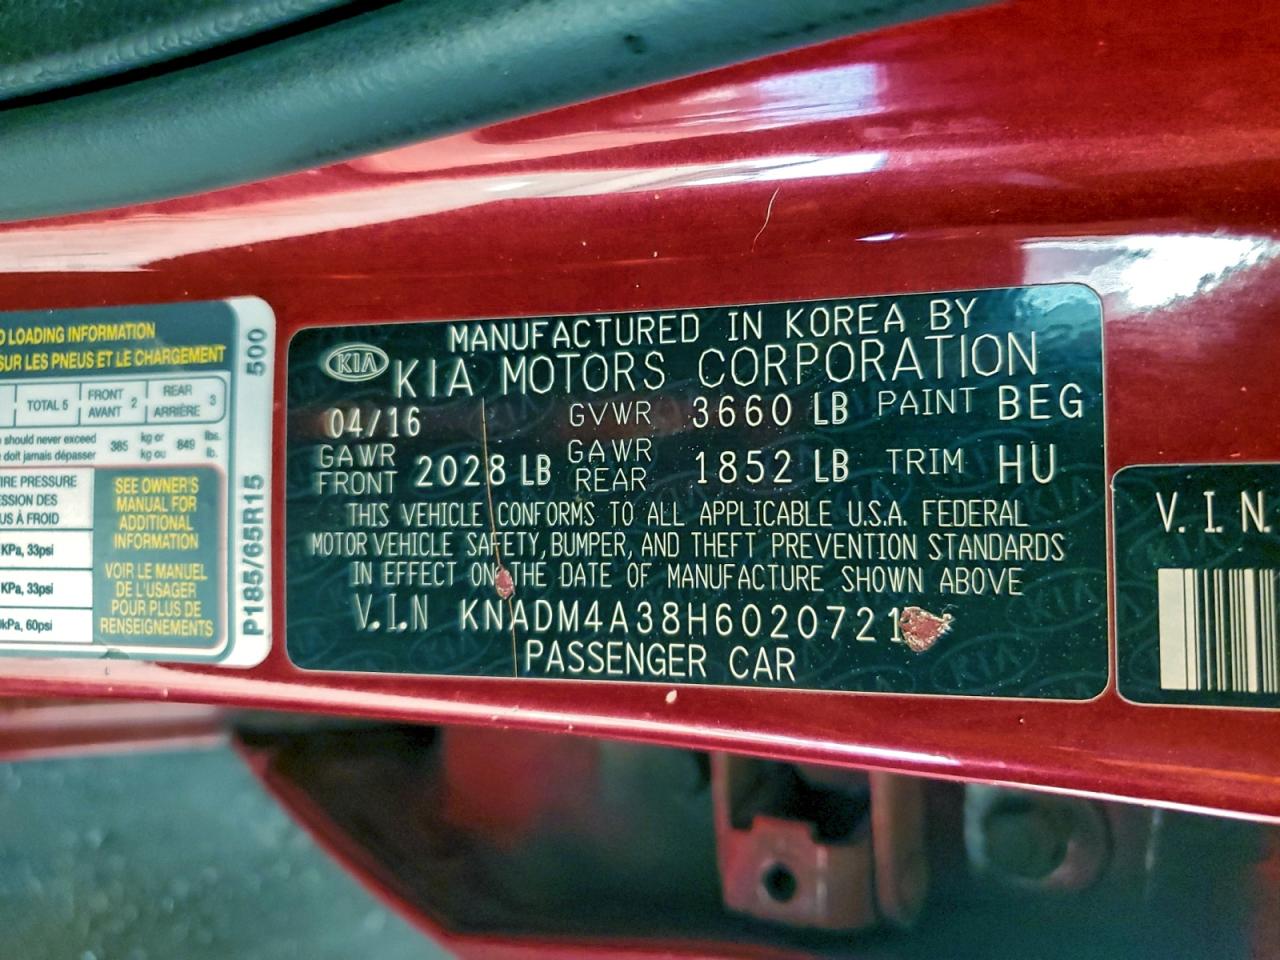 O LOADING INFORMATION
SUR LES PNEUS ET LE CHARGEMENT
TOTAL 5
FRONT
AVANT 2
REAR
ARRIÈRE 3
should never exceed
doit jamais dépasser
385
kg or
kg ou
849
lbs.
lb.
IRE PRESSURE
ESSION DES
US À FROID
KPa, 33psi
KPa, 33psi
KPa, 60psi
SEE OWNER'S
MANUAL FOR
ADDITIONAL
INFORMATION
VOIR LE MANUEL
DE L'USAGER
POUR PLUS DE
RENSEIGNEMENTS
P185/65R15
500
MANUFACTURED IN KOREA BY
KIA
KIA MOTORS CORPORATION
04/16 GVWR 3660 LB PAINT BEG
GAWR FRONT 2028 LB GAWR REAR 1852 LB TRIM HU
THIS VEHICLE CONFORMS TO ALL APPLICABLE U.S.A. FEDERAL
MOTOR VEHICLE SAFETY, BUMPER, AND THEFT PREVENTION STANDARDS
IN EFFECT ON THE DATE OF MANUFACTURE SHOWN ABOVE
V.I.N KNADM4A38H6020721
PASSENGER CAR
V. I. N.